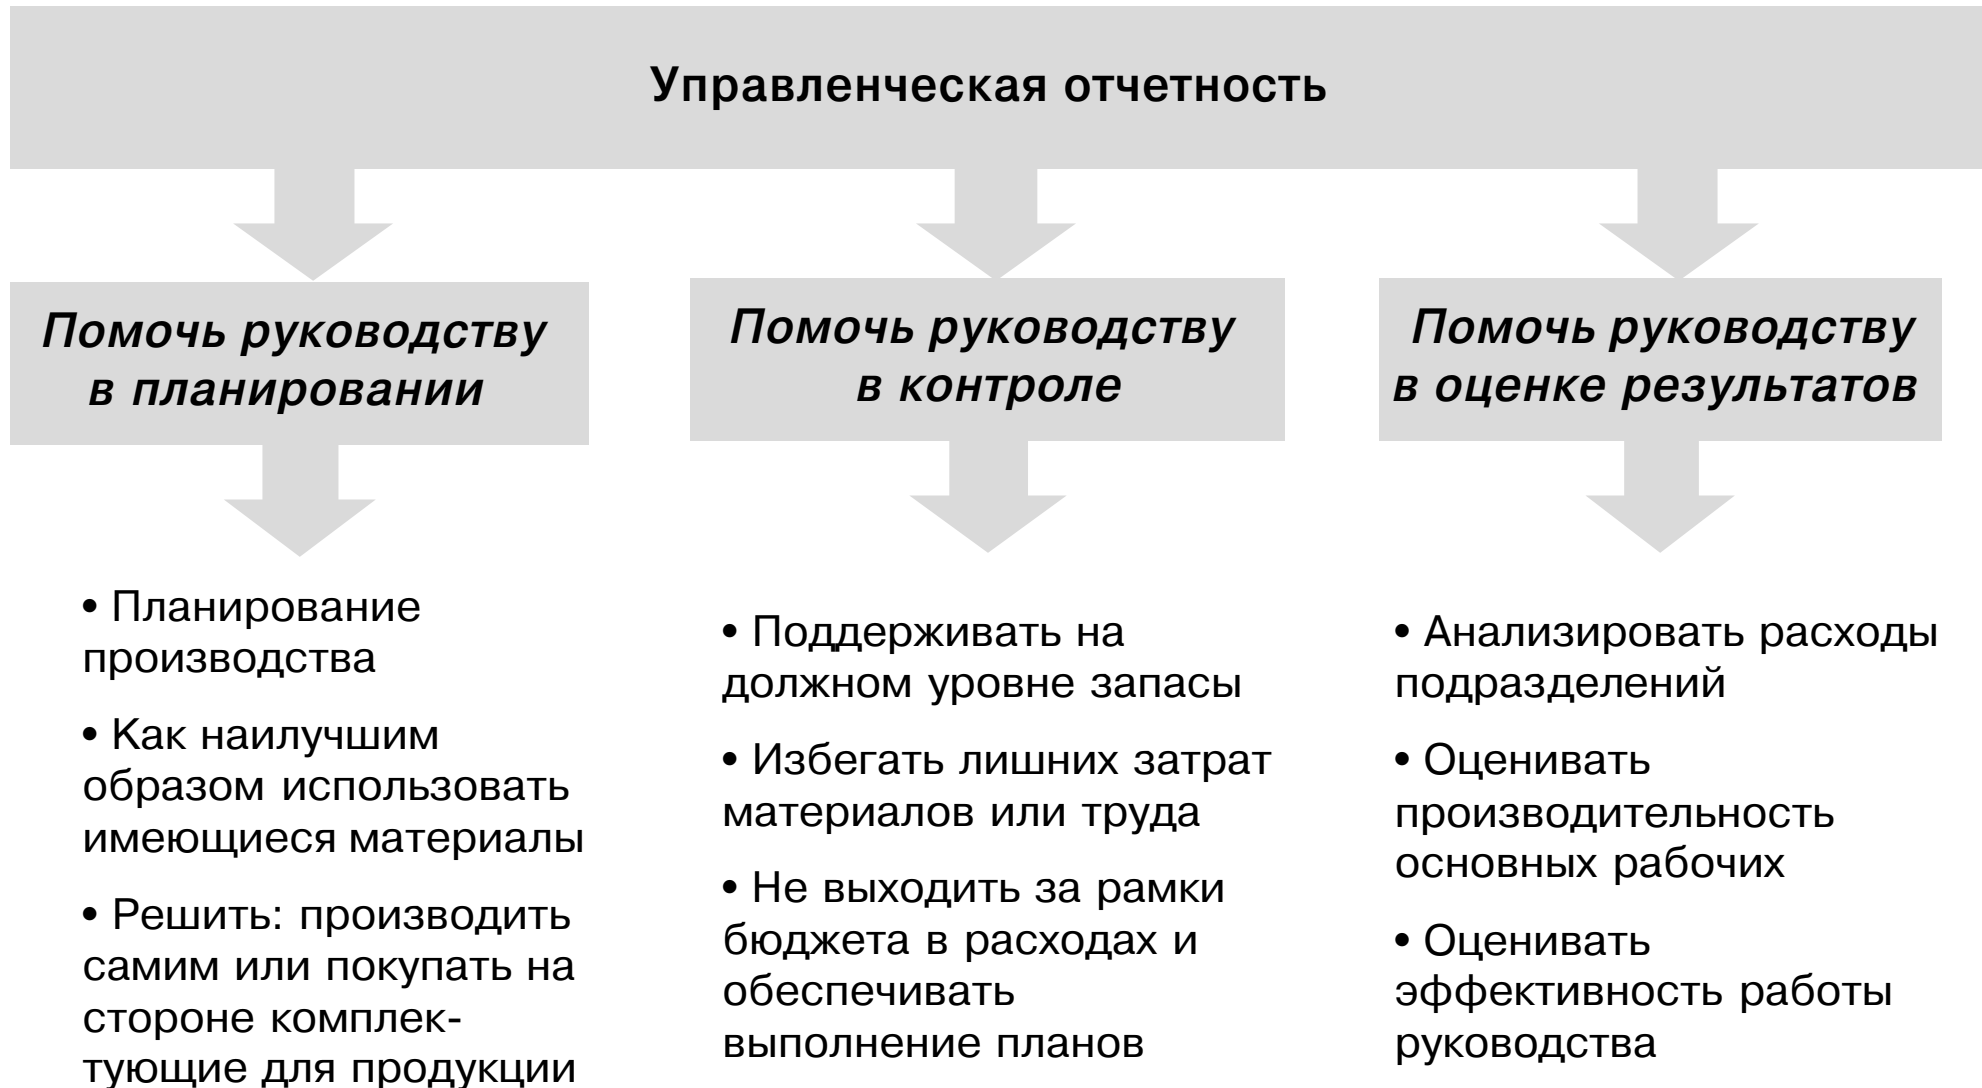 Управленческая отчетность
Помочь руководству
в планировании
Помочь руководству
в контроле
Помочь руководству
в оценке результатов
• Планирование
производства
• Как наилучшим
образом использовать
имеющиеся материалы
• Решить: производить
самим или покупать на
стороне комплек-
тующие для продукции
• Поддерживать на
должном уровне запасы
• Избегать лишних затрат
материалов или труда
• Не выходить за рамки
бюджета в расходах и
обеспечивать
выполнение планов
• Анализировать расходы
подразделений
• Оценивать
производительность
основных рабочих
• Оценивать
эффективность работы
руководства